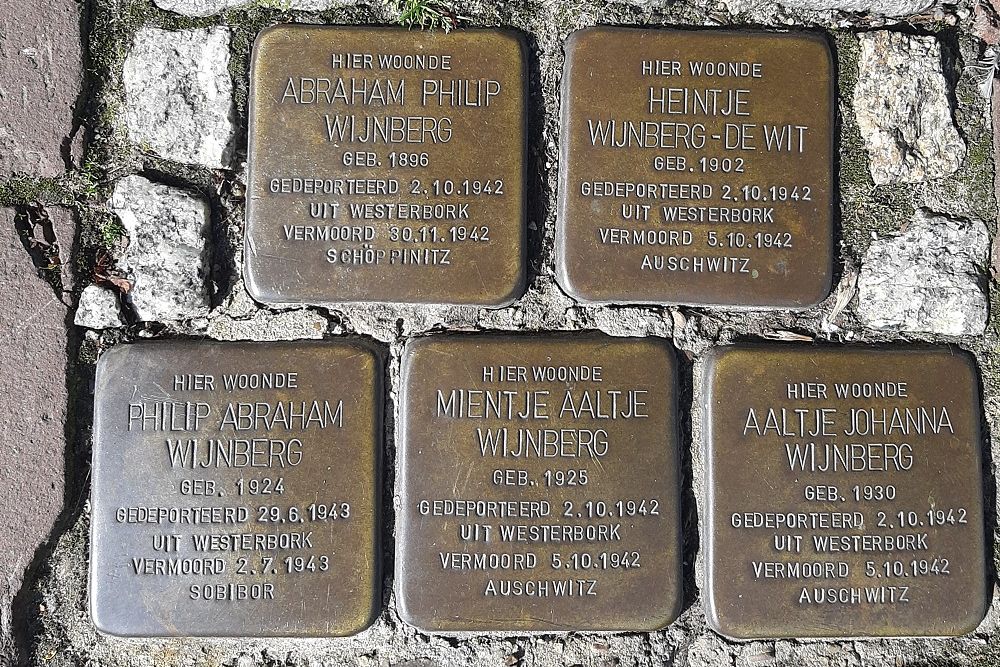 HIER WOONDE
ABRAHAM PHILIP
WIJNBERG
GEB. 1896
GEDEPORTEERD 2.10.1942
UIT WESTERBORK
VERMOORD 30.11.1942
SCHÖPPINITZ
HIER WOONDE
HEINTJE
WIJNBERG-DE WIT
GEB. 1902
GEDEPORTEERD 2.10.1942
UIT WESTERBORK
VERMOORD 5.10.1942
AUSCHWITZ
HIER WOONDE
PHILIP ABRAHAM
WIJNBERG
GEB. 1924
GEDEPORTEERD 29.6.1943
UIT WESTERBORK
VERMOORD 2.7.1943
SOBIBOR
HIER WOONDE
MIENTJE AALTJE
WIJNBERG
GEB. 1925
GEDEPORTEERD 2.10.1942
UIT WESTERBORK
VERMOORD 5.10.1942
AUSCHWITZ
HIER WOONDE
AALTJE JOHANNA
WIJNBERG
GEB. 1930
GEDEPORTEERD 2.10.1942
UIT WESTERBORK
VERMOORD 5.10.1942
AUSCHWITZ